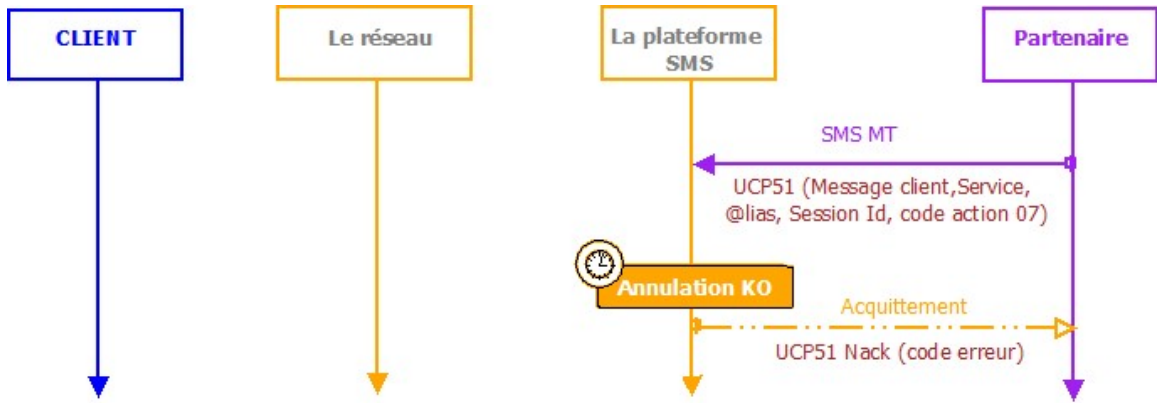 CLIENT
Le réseau
La plateforme
SMS
Partenaire
SMS MT
UCP51 (Message client,Service,
@lias, Session Id, code action 07)
Annulation KO
Acquittement
UCP51 Nack (code erreur)